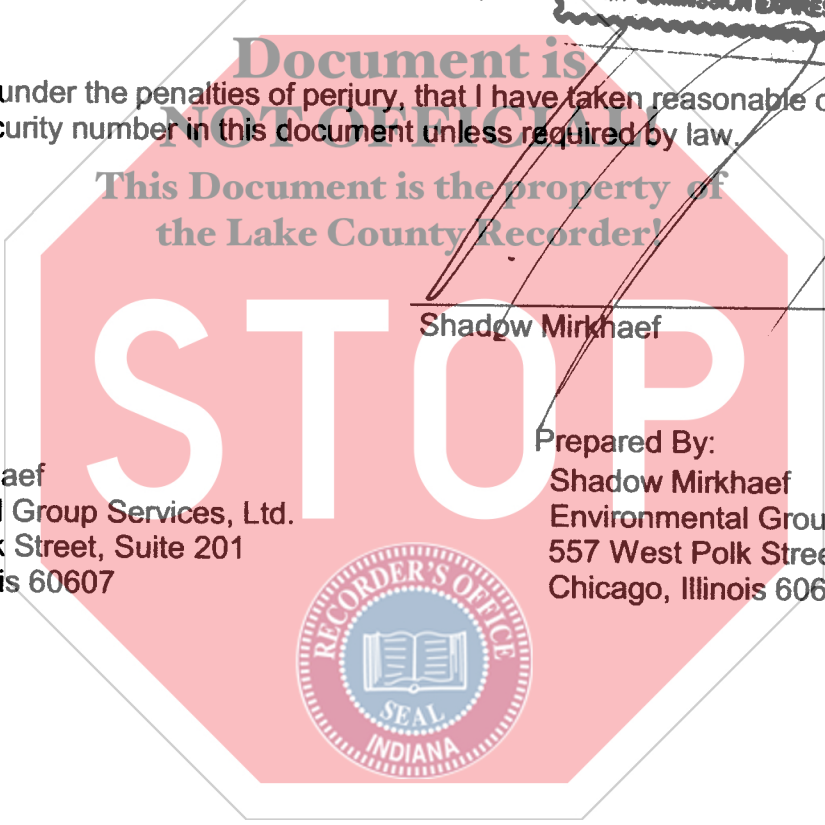 COMMISSION EXPIRES
Document is
under the penalties of perjury, that I have taken reasonable
curity number in this document unless required by law.
NOT OFFICIAL!
This Document is the property of
the Lake County Recorder!
STOP
Shadow Mirkhaef
aef
Group Services, Ltd.
Street, Suite 201
is 60607
Prepared By:
Shadow Mirkhaef
Environmental Grou
557 West Polk Stree
Chicago, Illinois 606
RECORDER'S OFFICE
SEAL
INDIANA